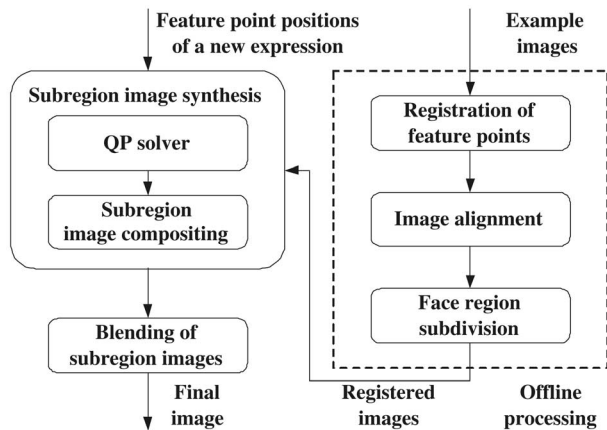 Feature point positions
of a new expression
Example
images
Subregion image synthesis
QP solver
Subregion
image compositing
Registration of
feature points
Image alignment
Face region
subdivision
Blending of
subregion images
Final
image
Registered
images
Offline
processing